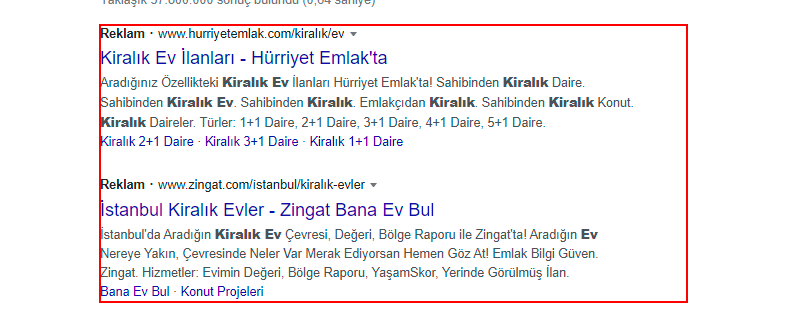 Yaklaşık 37.800.000 sonuç bulundu (0,64 saniye)
Reklam · www.hurriyetemlak.com/kiralık/ev
Kiralık Ev İlanları - Hürriyet Emlak'ta
Aradığınız Özellikteki Kiralık Ev İlanları Hürriyet Emlak'ta! Sahibinden Kiralık Daire.
Sahibinden Kiralık Ev. Sahibinden Kiralık. Emlakçıdan Kiralık. Sahibinden Kiralık Konut.
Kiralık Daireler. Türler: 1+1 Daire, 2+1 Daire, 3+1 Daire, 4+1 Daire, 5+1 Daire.
Kiralık 2+1 Daire · Kiralık 3+1 Daire · Kiralık 1+1 Daire
Reklam · www.zingat.com/istanbul/kiralık-evler
İstanbul Kiralık Evler - Zingat Bana Ev Bul
İstanbul'da Aradığın Kiralık Ev Çevresi, Değeri, Bölge Raporu ile Zingat'ta! Aradığın Ev
Nereye Yakın, Çevresinde Neler Var Merak Ediyorsan Hemen Göz At! Emlak Bilgi Güven.
Zingat. Hizmetler: Evimin Değeri, Bölge Raporu, YaşamSkor, Yerinde Görülmüş İlan.
Bana Ev Bul · Konut Projeleri